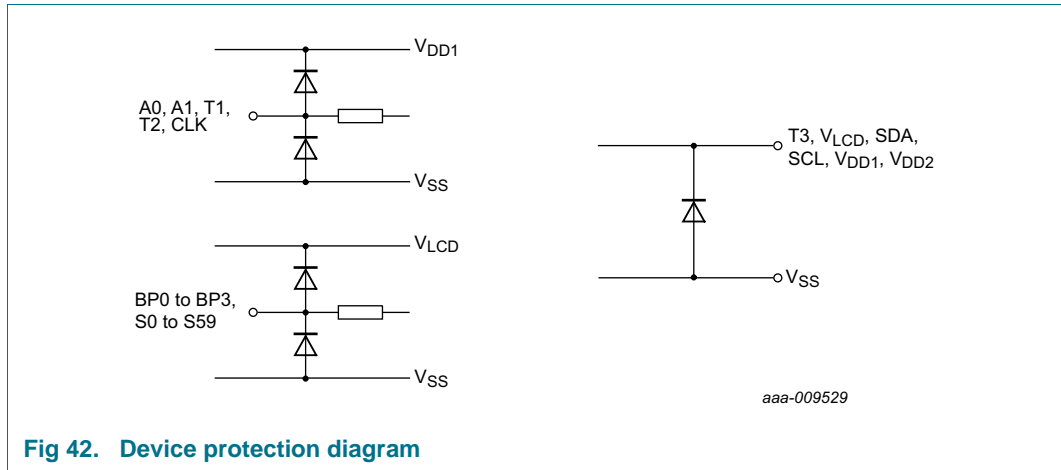 VDD1
A0, A1, T1,
T2, CLK
VSS
VLCD
BP0 to BP3,
S0 to S59
VSS
T3, VLCD, SDA,
SCL, VDD1, VDD2
VSS
aaa-009529
Fig 42. Device protection diagram